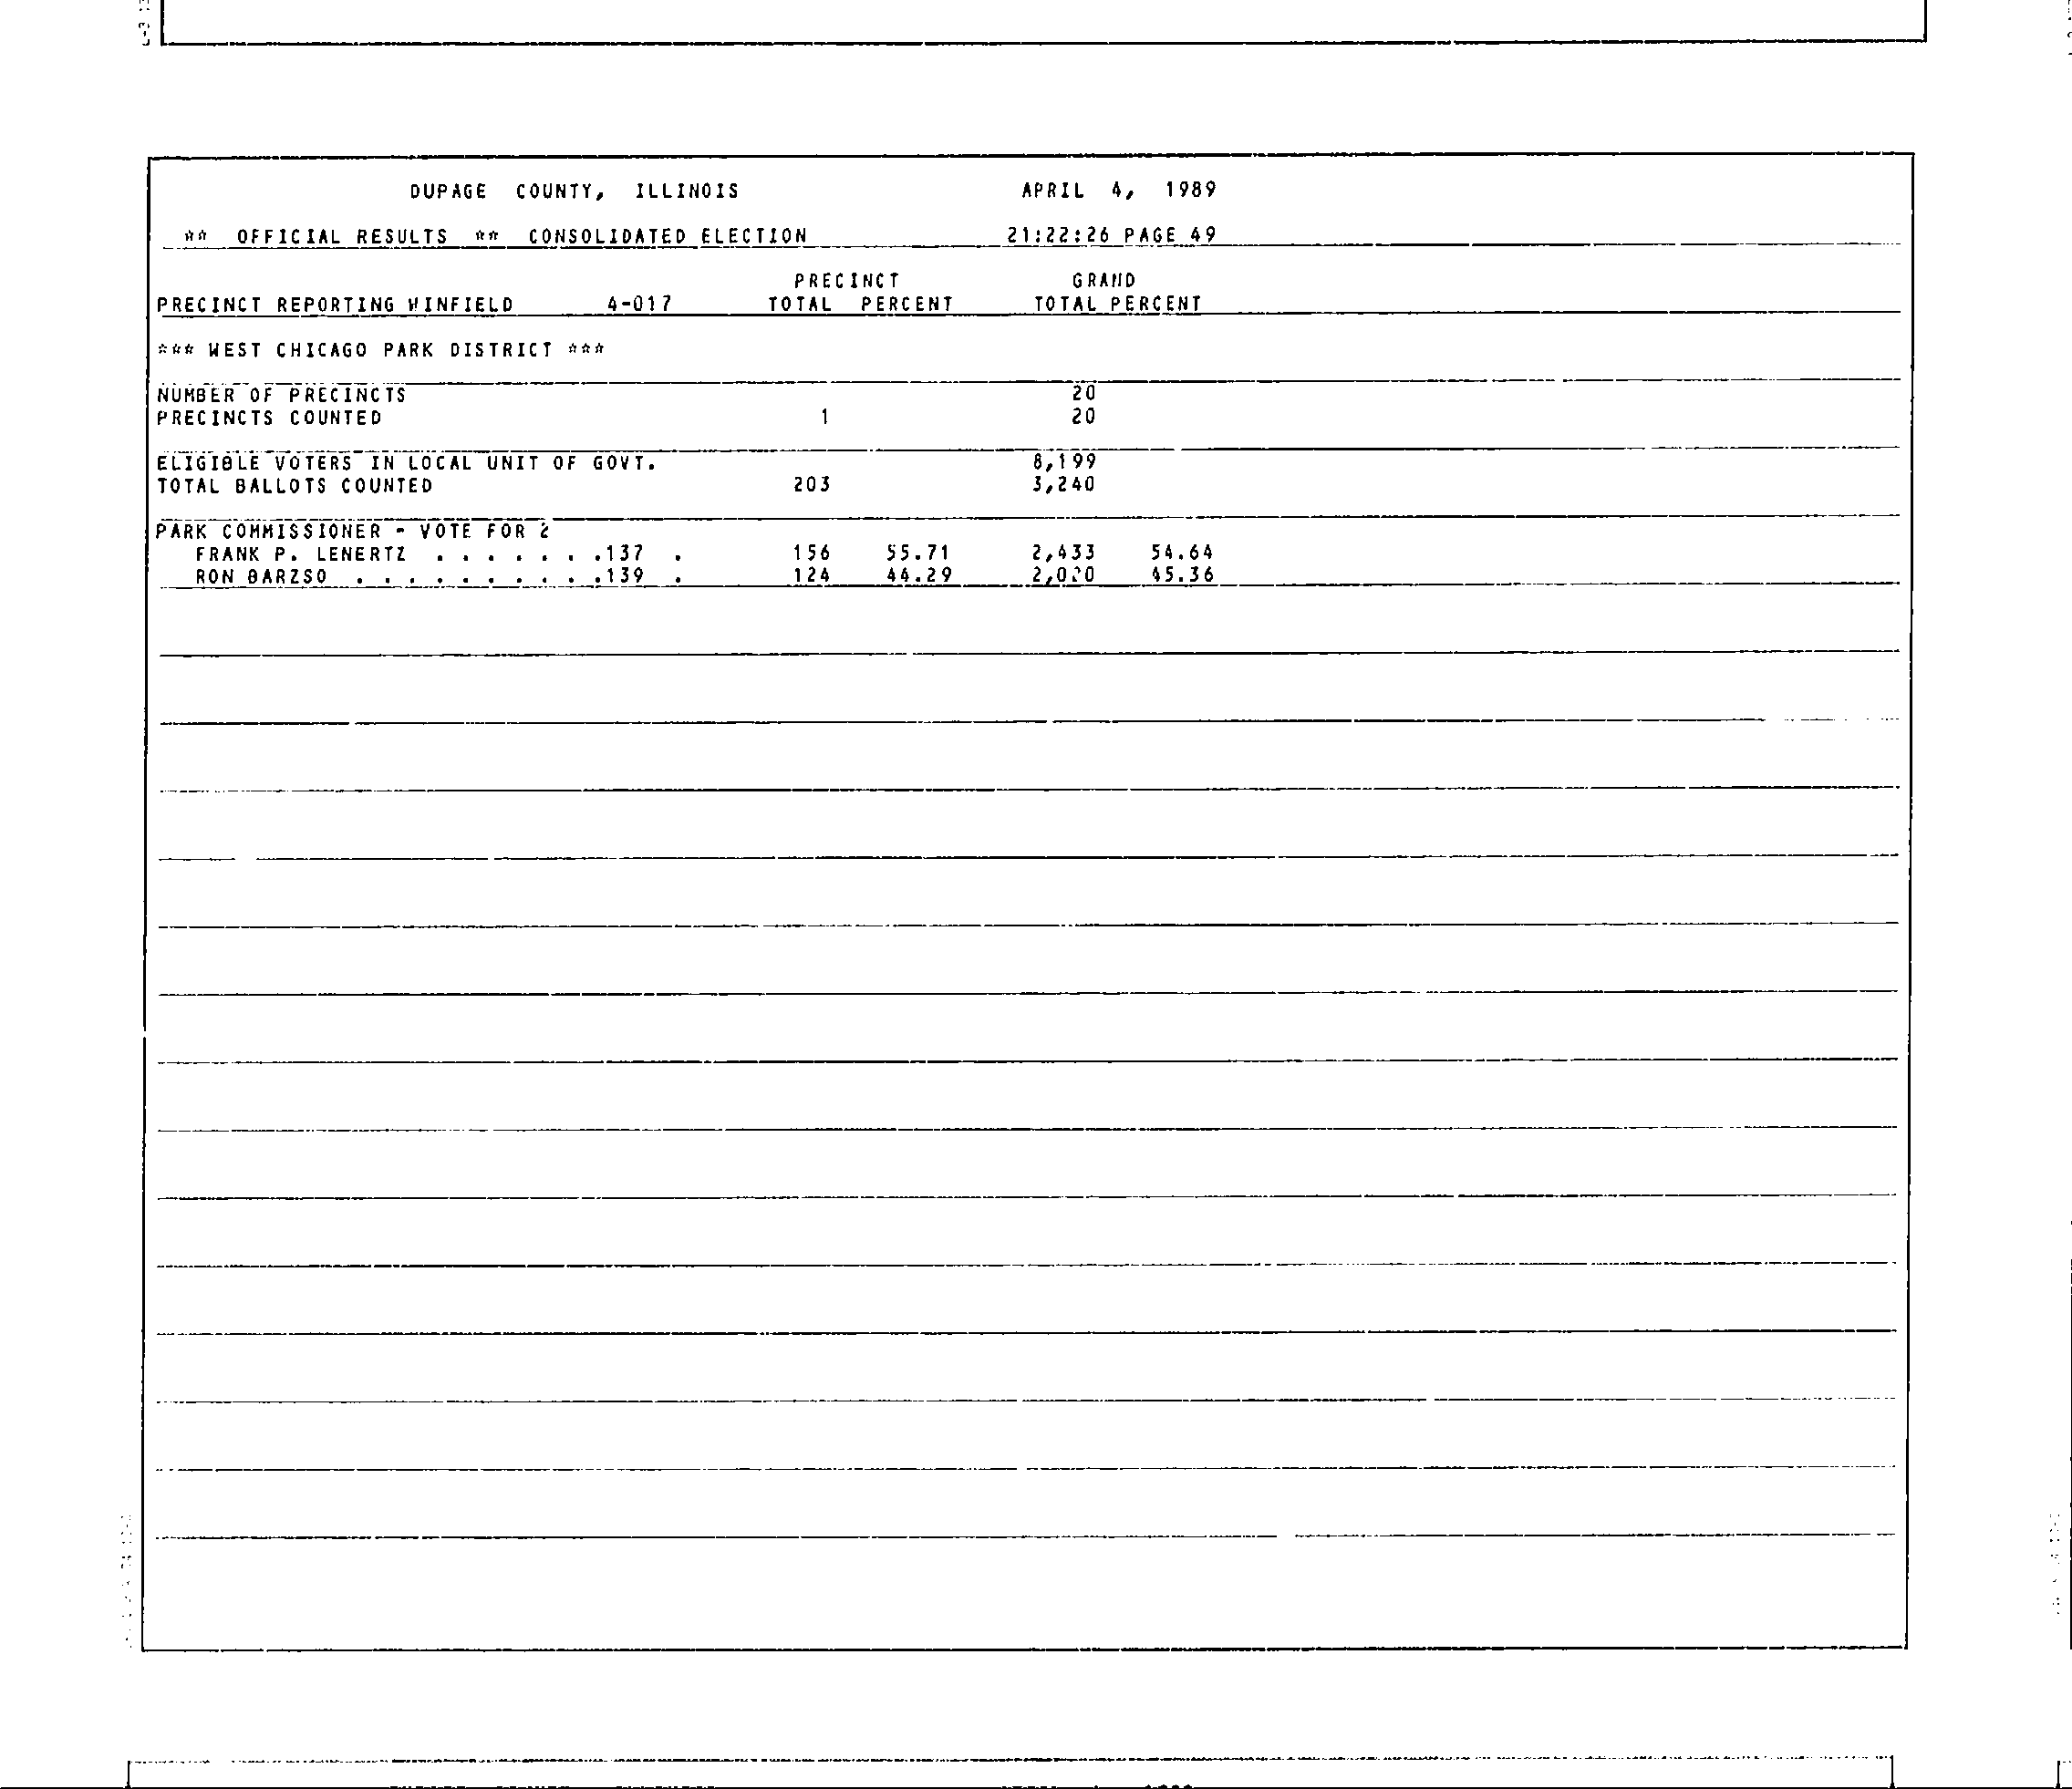 DUPAGE COUNTY, ILLINOIS APRIL 4, 1989
** OFFICIAL RESULTS ** CONSOLIDATED ELECTION 21:22:26 PAGE 49
PRECINCT GRAND
PRECINCT REPORTING WINFIELD 4-017 TOTAL PERCENT TOTAL PERCENT
*** WEST CHICAGO PARK DISTRICT ***
NUMBER OF PRECINCTS 20
PRECINCTS COUNTED 1 20
ELIGIBLE VOTERS IN LOCAL UNIT OF GOVT. 8,199
TOTAL BALLOTS COUNTED 203 3,240
PARK COMMISSIONER - VOTE FOR 2
FRANK P. LENERTZ . . . . . . .137 . 156 55.71 2,433 54.64
RON BARZSO . . . . . . . . . .139 . 124 44.29 2,020 45.36